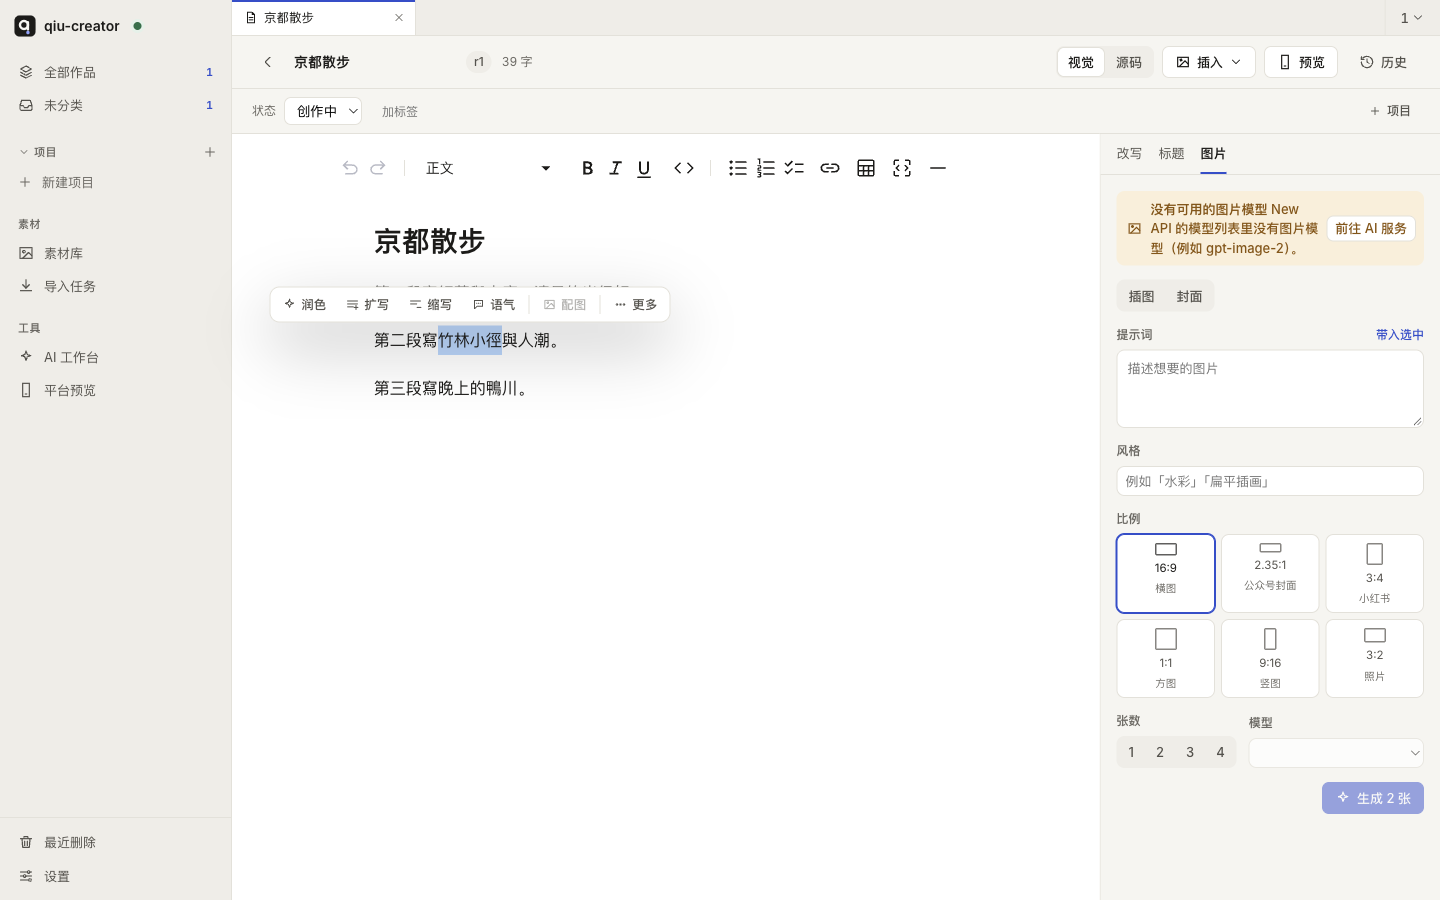 qiu-creator
全部作品 1
未分类 1
项目
新建项目
素材
素材库
导入任务
工具
AI 工作台
平台预览
最近删除
设置
京都散步
1
京都散步 r1 39 字
视觉 源码 插入 预览 历史
状态 创作中 加标签
项目
正文 B I U
京都散步
润色 扩写 缩写 语气 配图 更多
第二段寫竹林小徑與人潮。
第三段寫晚上的鴨川。
改写 标题 图片
没有可用的图片模型 New
API 的模型列表里没有图片模
型（例如 gpt-image-2）。
前往 AI 服务
插图 封面
提示词 带入选中
描述想要的图片
风格
例如「水彩」「扁平插画」
比例
16:9
横图
2.35:1
公众号封面
3:4
小红书
1:1
方图
9:16
竖图
3:2
照片
张数 模型
1 2 3 4
生成 2 张